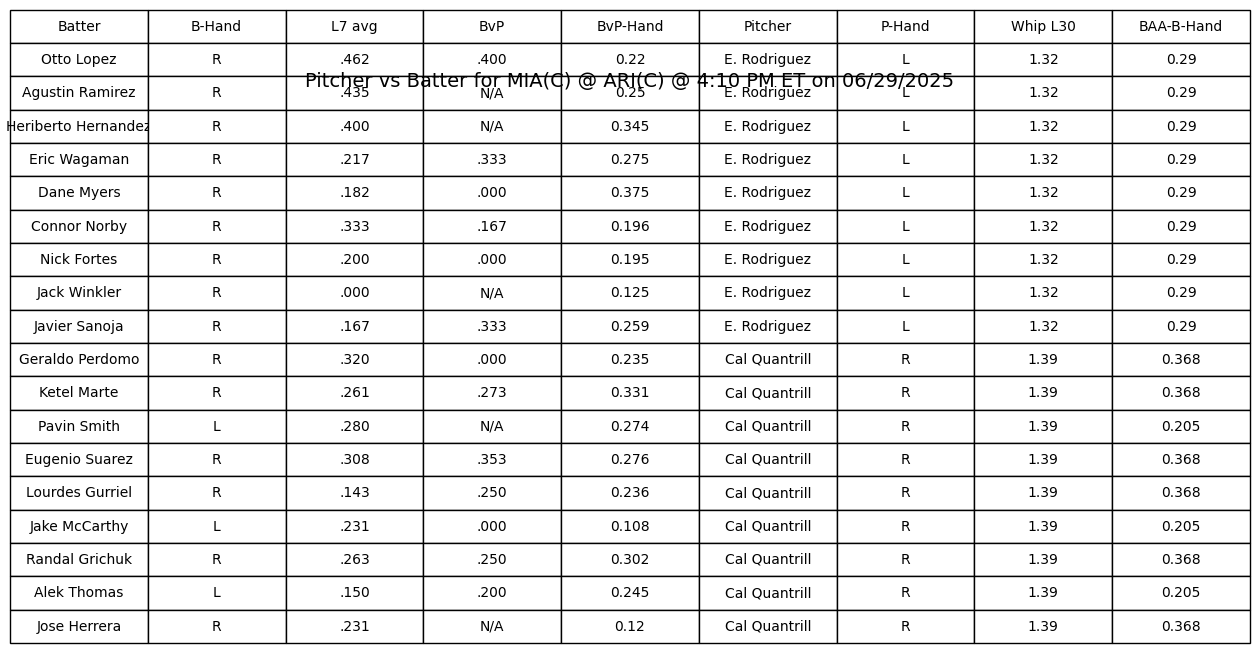 Batter B-Hand L7 avg BvP BvP-Hand Pitcher P-Hand Whip L30 BAA-B-Hand
Otto Lopez R .462 .400 0.22 E. Rodriguez L 1.32 0.29
Pitcher vs Batter for MIA(C) @ ARI(C) @ 4:10 PM ET on 06/29/2025
Agustin Ramirez R .435 N/A 0.25 E. Rodriguez L 1.32 0.29
Heriberto Hernandez R .400 N/A 0.345 E. Rodriguez L 1.32 0.29
Eric Wagaman R .217 .333 0.275 E. Rodriguez L 1.32 0.29
Dane Myers R .182 .000 0.375 E. Rodriguez L 1.32 0.29
Connor Norby R .333 .167 0.196 E. Rodriguez L 1.32 0.29
Nick Fortes R .200 .000 0.195 E. Rodriguez L 1.32 0.29
Jack Winkler R .000 N/A 0.125 E. Rodriguez L 1.32 0.29
Javier Sanoja R .167 .333 0.259 E. Rodriguez L 1.32 0.29
Geraldo Perdomo R .320 .000 0.235 Cal Quantrill R 1.39 0.368
Ketel Marte R .261 .273 0.331 Cal Quantrill R 1.39 0.368
Pavin Smith L .280 N/A 0.274 Cal Quantrill R 1.39 0.205
Eugenio Suarez R .308 .353 0.276 Cal Quantrill R 1.39 0.368
Lourdes Gurriel R .143 .250 0.236 Cal Quantrill R 1.39 0.368
Jake McCarthy L .231 .000 0.108 Cal Quantrill R 1.39 0.205
Randal Grichuk R .263 .250 0.302 Cal Quantrill R 1.39 0.368
Alek Thomas L .150 .200 0.245 Cal Quantrill R 1.39 0.205
Jose Herrera R .231 N/A 0.12 Cal Quantrill R 1.39 0.368